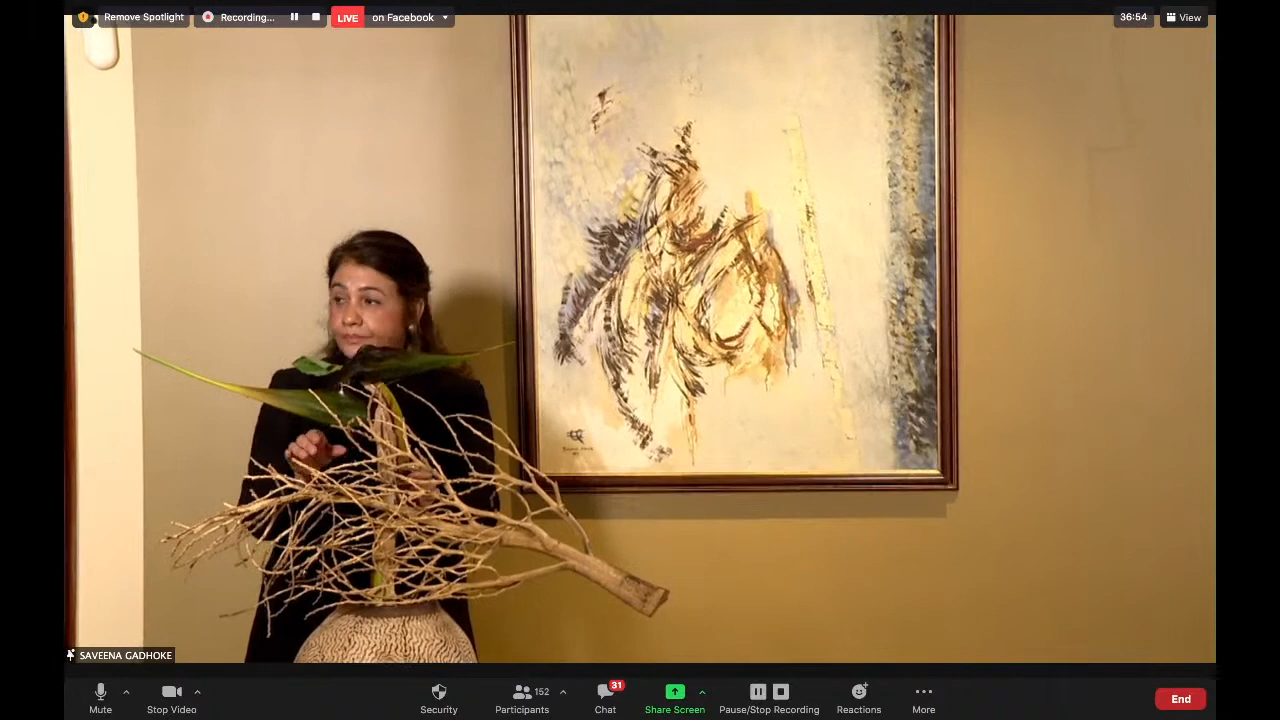 Remove Spotlight
Recording...
LIVE on Facebook
36:54
View
SAVEENA GADHOKE
Mute
Stop Video
Security
152
Participants
31
Chat
Share Screen
Pause/Stop Recording
Reactions
More
End